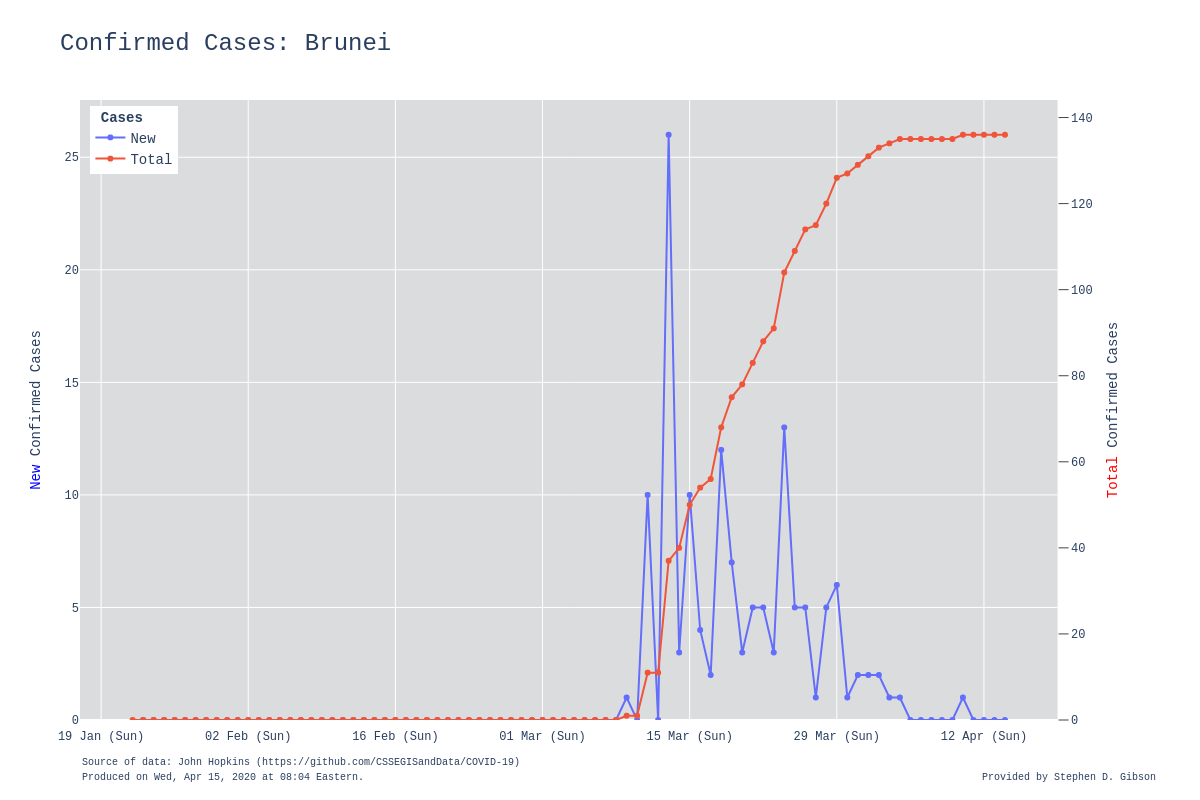 Confirmed Cases: Brunei
Cases
New
Total
25
20
15
10
5
0
New Confirmed Cases
140
120
100
80
60
40
20
0
Total Confirmed Cases
19 Jan (Sun) 02 Feb (Sun) 16 Feb (Sun) 01 Mar (Sun) 15 Mar (Sun) 29 Mar (Sun) 12 Apr (Sun)
Source of data: John Hopkins (https://github.com/CSSEGISandData/COVID-19)
Produced on Wed, Apr 15, 2020 at 08:04 Eastern.
Provided by Stephen D. Gibson